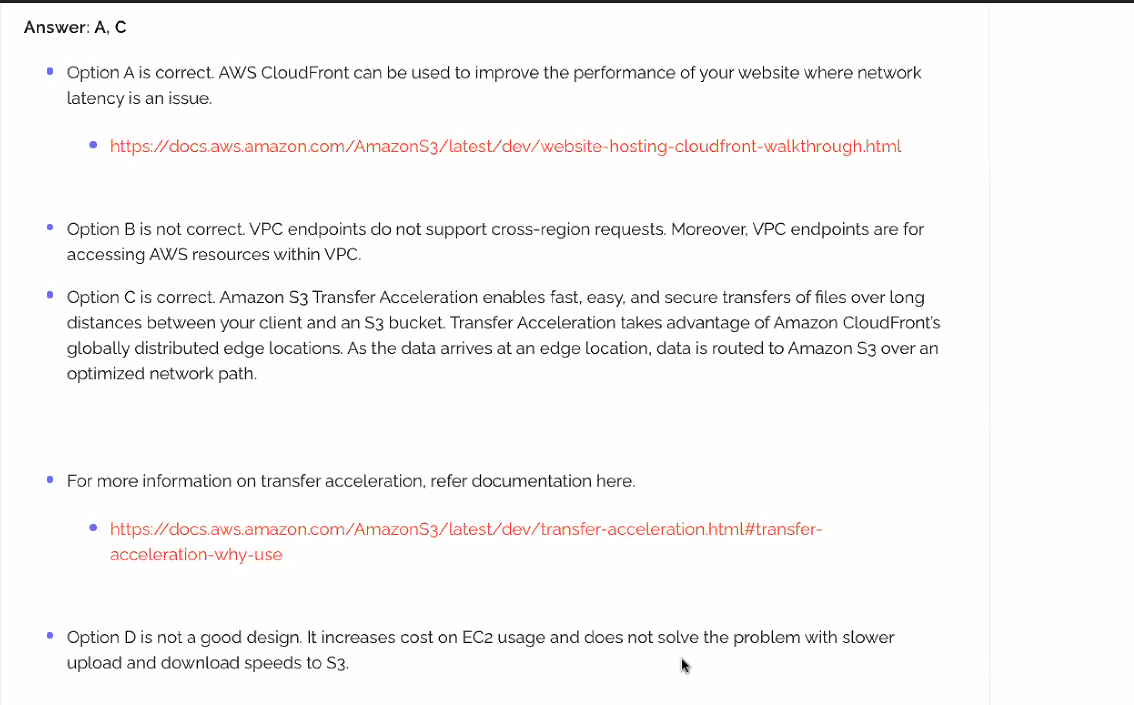 Answer: A, C
Option A is correct. AWS CloudFront can be used to improve the performance of your website where network
latency is an issue.
https://docs.aws.amazon.com/AmazonS3/latest/dev/website-hosting-cloudfront-walkthrough.html
Option B is not correct. VPC endpoints do not support cross-region requests. Moreover, VPC endpoints are for
accessing AWS resources within VPC.
Option C is correct. Amazon S3 Transfer Acceleration enables fast, easy, and secure transfers of files over long
distances between your client and an S3 bucket. Transfer Acceleration takes advantage of Amazon CloudFront's
globally distributed edge locations. As the data arrives at an edge location, data is routed to Amazon S3 over an
optimized network path.
For more information on transfer acceleration, refer documentation here.
https://docs.aws.amazon.com/AmazonS3/latest/dev/transfer-acceleration.html#transfer-
acceleration-why-use
Option D is not a good design. It increases cost on EC2 usage and does not solve the problem with slower
upload and download speeds to S3.